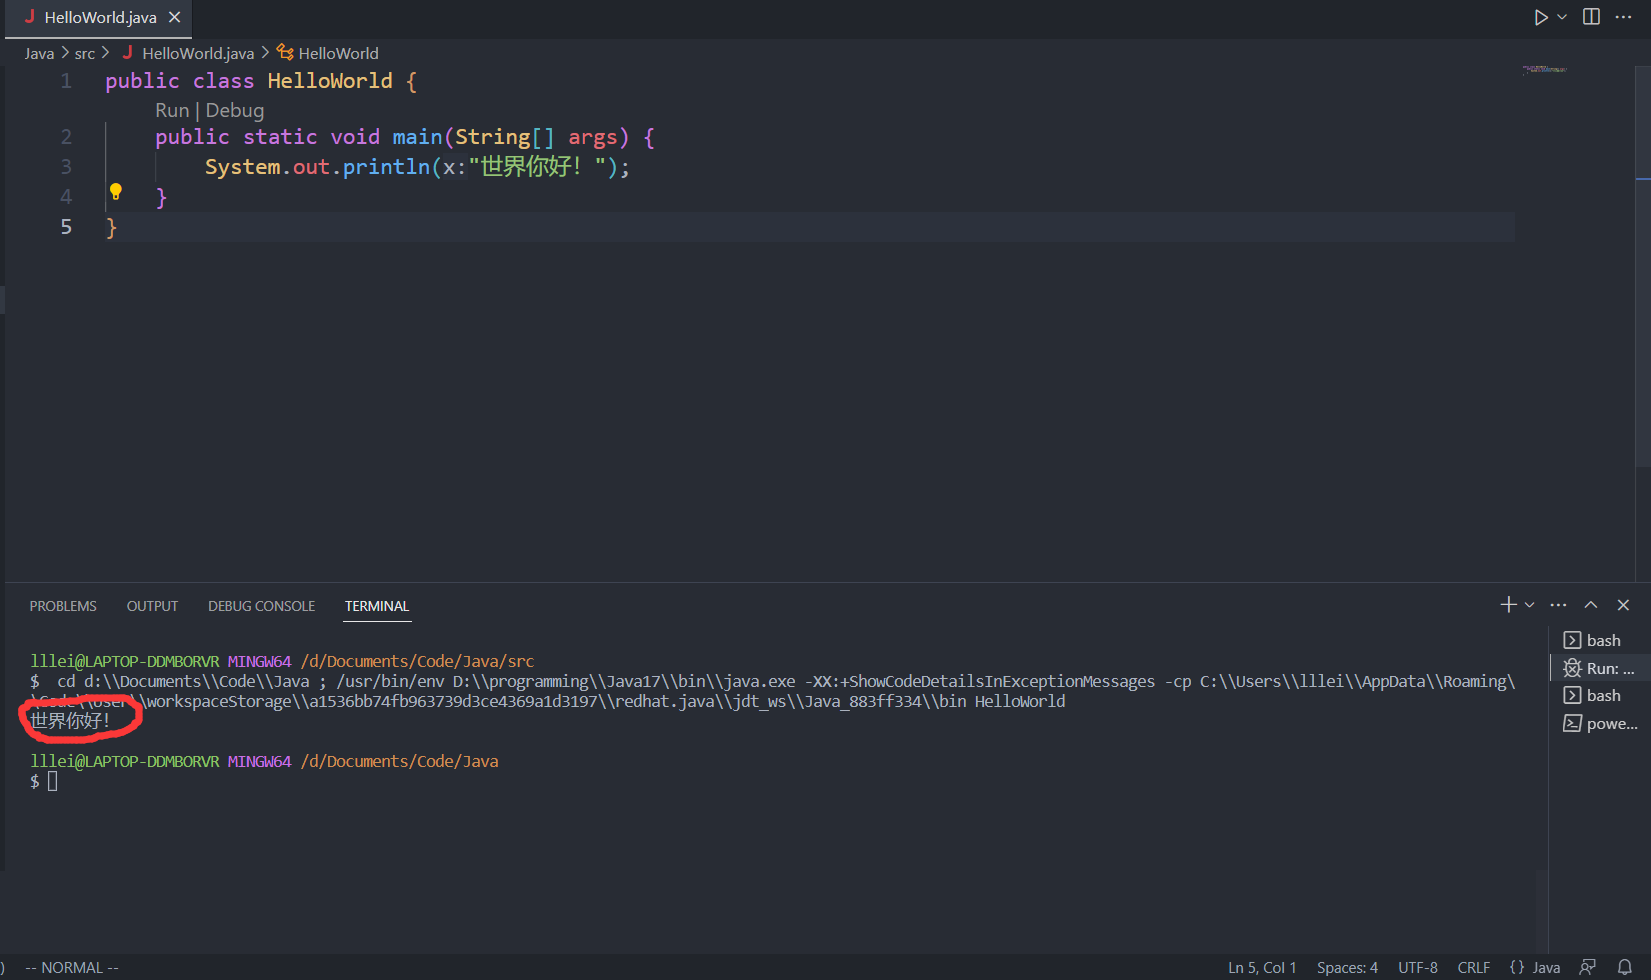 HelloWorld.java
Java > src > HelloWorld.java > HelloWorld
1 public class HelloWorld {
Run | Debug
2 public static void main(String[] args) {
3 System.out.println(x:"世界你好！");
4 }
5 }
PROBLEMS OUTPUT DEBUG CONSOLE TERMINAL
lllei@LAPTOP-DDMBORVR MINGW64 /d/Documents/Code/Java/src
$  cd d:\\Documents\\Code\\Java ; /usr/bin/env D:\\programming\\Java17\\bin\\java.exe -XX:+ShowCodeDetailsInExceptionMessages -cp C:\\Users\\lllei\\AppData\\Roaming\
\Code\\User\\workspaceStorage\\a1536bb74fb963739d3ce4369a1d3197\\redhat.java\\jdt_ws\\Java_883ff334\\bin HelloWorld
世界你好！
lllei@LAPTOP-DDMBORVR MINGW64 /d/Documents/Code/Java
$
bash
Run: ...
bash
powe...
) -- NORMAL -- Ln 5, Col 1 Spaces: 4 UTF-8 CRLF {} Java